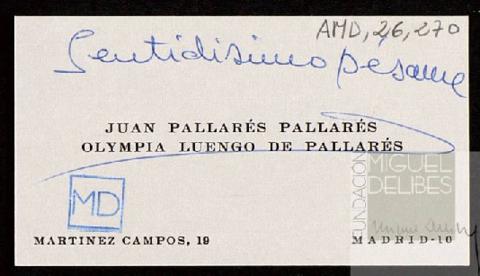 AMD, 26, 270
Sentidisimo pésame
JUAN PALLARÉS PALLARÉS
OLYMPIA LUENGO DE PALLARÉS
MD
MARTINEZ CAMPOS, 19
MADRID-10
FUNDACIÓN
MIGUEL
DELIBES